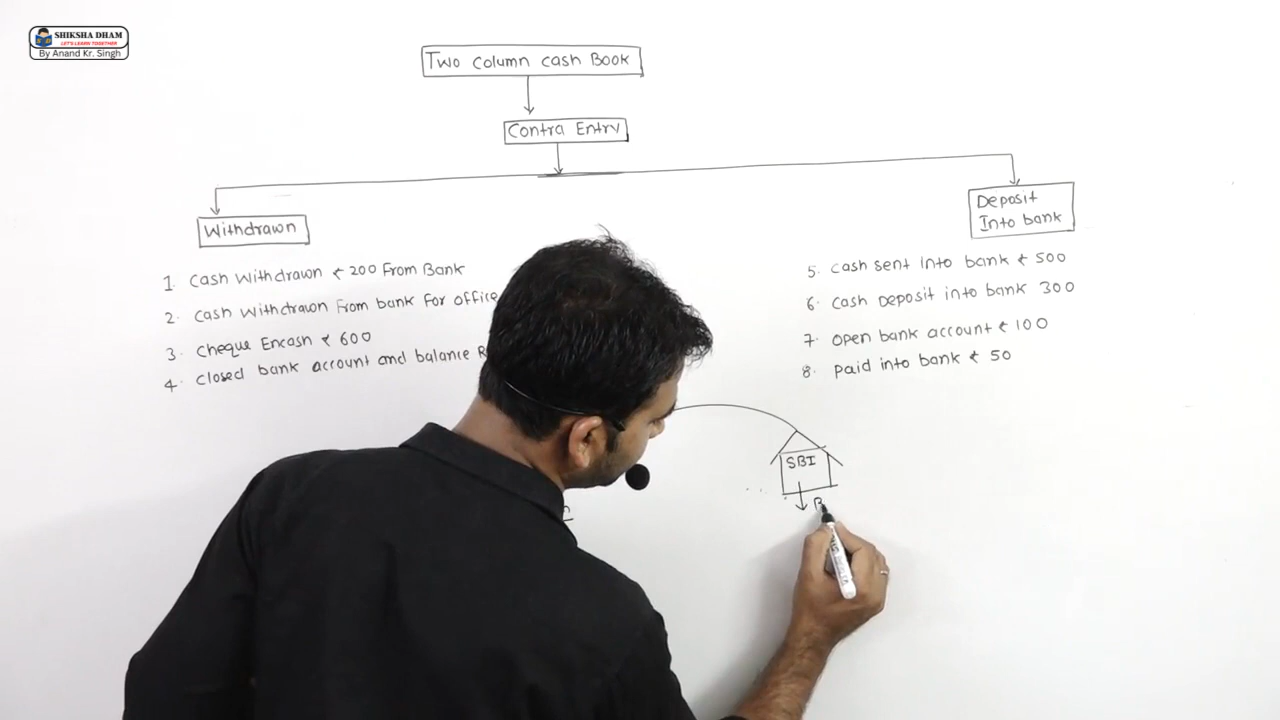 SHIKSHA DHAM
LET'S LEARN TOGETHER
By Anand Kr. Singh
Two column cash Book
Contra Entry
Withdrawn
Deposit
Into bank
1. Cash Withdrawn ₹ 200 From Bank
2. Cash Withdrawn From bank For office
3. Cheque Encash ₹ 600
4. Closed bank account and balance R
5. Cash sent into bank ₹ 500
6. Cash Deposit into bank 300
7. Open bank account ₹ 100
8. Paid into bank ₹ 50
SBI
B